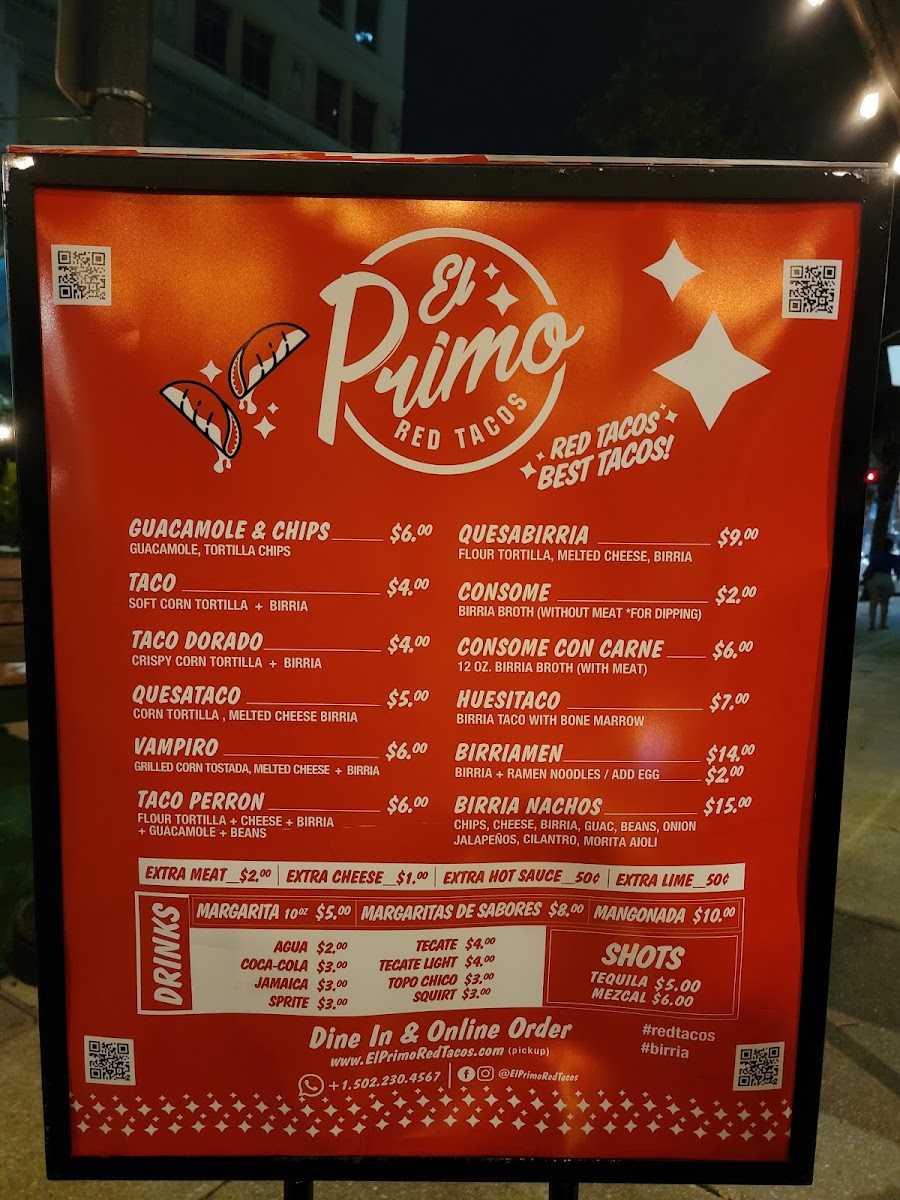 El
Primo
RED TACOS
RED TACOS
BEST TACOS!
GUACAMOLE & CHIPS $6.00
GUACAMOLE, TORTILLA CHIPS
TACO $4.00
SOFT CORN TORTILLA + BIRRIA
TACO DORADO $4.00
CRISPY CORN TORTILLA + BIRRIA
QUESATACO $5.00
CORN TORTILLA , MELTED CHEESE BIRRIA
VAMPIRO $6.00
GRILLED CORN TOSTADA, MELTED CHEESE + BIRRIA
TACO PERRON $6.00
FLOUR TORTILLA + CHEESE + BIRRIA
+ GUACAMOLE + BEANS
QUESABIRRIA $9.00
FLOUR TORTILLA, MELTED CHEESE, BIRRIA
CONSOME $2.00
BIRRIA BROTH (WITHOUT MEAT *FOR DIPPING)
CONSOME CON CARNE $6.00
12 OZ. BIRRIA BROTH (WITH MEAT)
HUESITACO $7.00
BIRRIA TACO WITH BONE MARROW
BIRRIAMEN $14.00
BIRRIA + RAMEN NOODLES / ADD EGG $2.00
BIRRIA NACHOS $15.00
CHIPS, CHEESE, BIRRIA, GUAC, BEANS, ONION
JALAPEÑOS, CILANTRO, MORITA AIOLI
EXTRA MEAT $2.00 | EXTRA CHEESE $1.00 | EXTRA HOT SAUCE 50¢ | EXTRA LIME 50¢
DRINKS
MARGARITA 10oz $5.00 | MARGARITAS DE SABORES $8.00 | MANGONADA $10.00
AGUA $2.00
COCA-COLA $3.00
JAMAICA $3.00
SPRITE $3.00
TECATE $4.00
TECATE LIGHT $4.00
TOPO CHICO $3.00
SQUIRT $3.00
SHOTS
TEQUILA $5.00
MEZCAL $6.00
Dine In & Online Order
www.ElPrimoRedTacos.com (pickup)
+1.502.230.4567 | @ElPrimoRedTacos
#redtacos
#birria